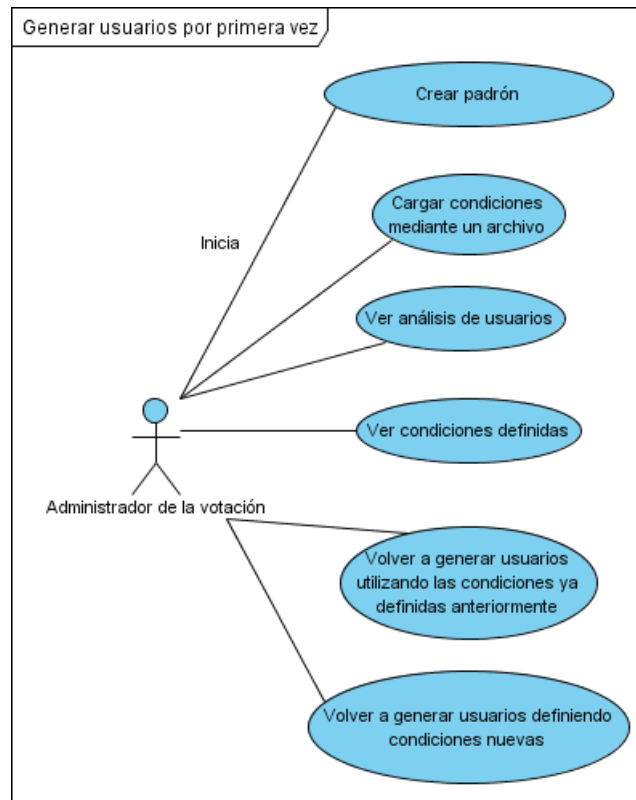 Generar usuarios por primera vez
Crear padrón
Cargar condiciones
mediante un archivo
Inicia
Ver análisis de usuarios
Ver condiciones definidas
Administrador de la votación
Volver a generar usuarios
utilizando las condiciones ya
definidas anteriormente
Volver a generar usuarios definiendo
condiciones nuevas